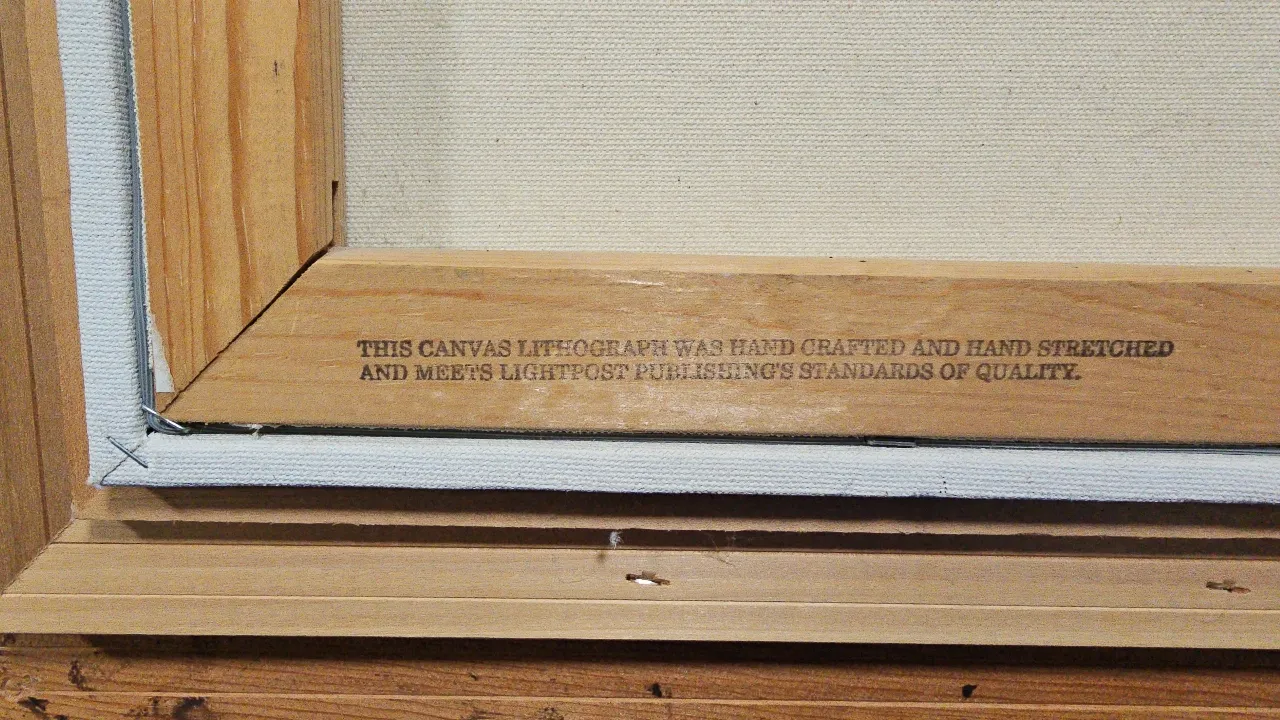 THIS CANVAS LITHOGRAPH WAS HAND CRAFTED AND HAND STRETCHED
AND MEETS LIGHTPOST PUBLISHING'S STANDARDS OF QUALITY.